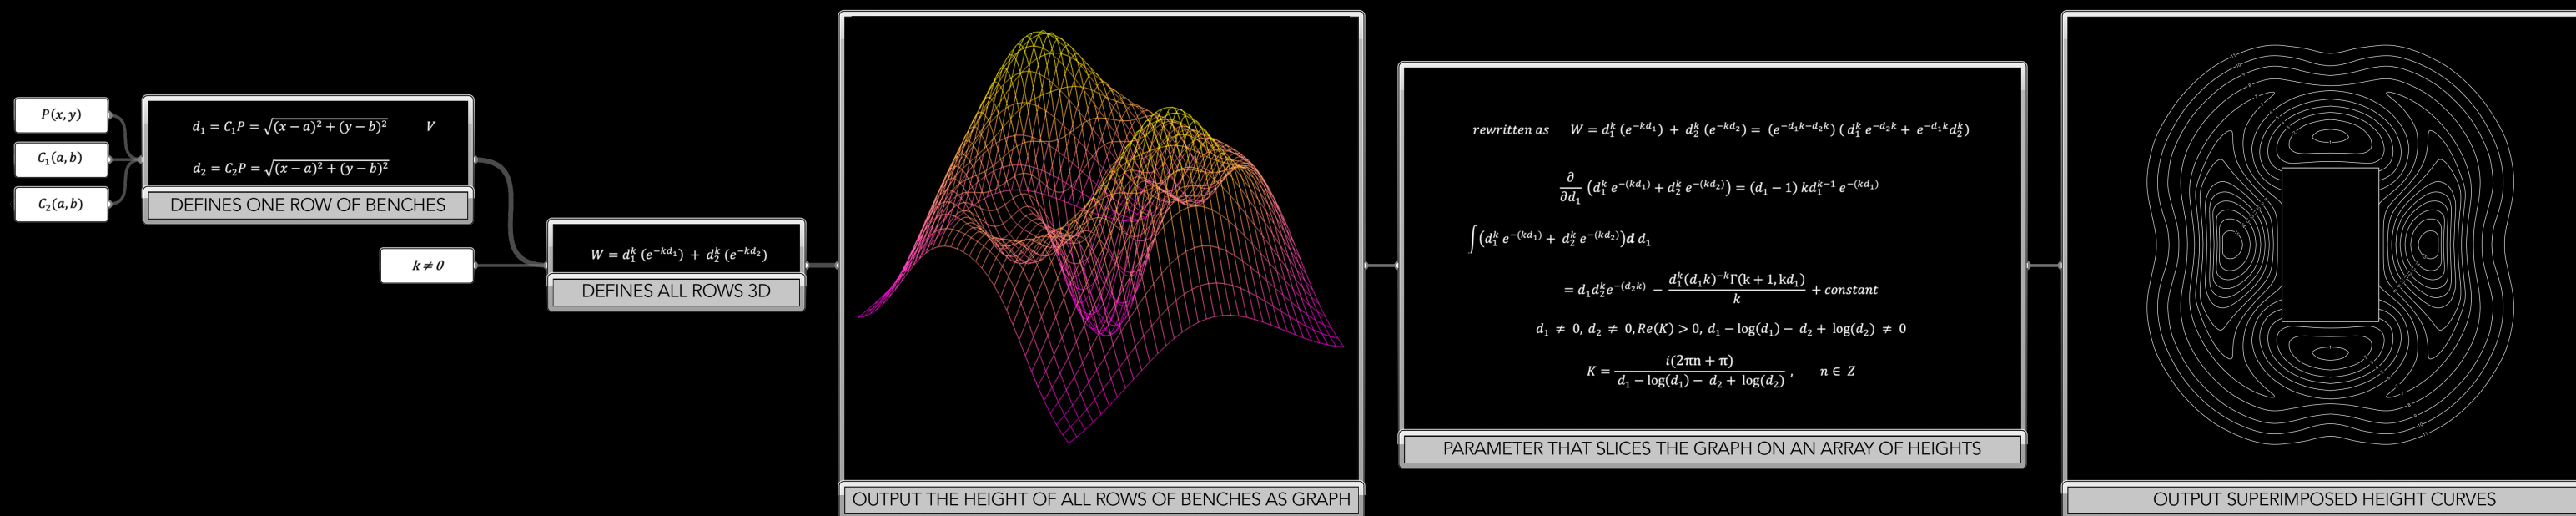 P(x, y)
C₁(a, b)
C₂(a, b)
d₁ = C₁P = √((x − a)² + (y − b)²) V
d₂ = C₂P = √((x − a)² + (y − b)²)
DEFINES ONE ROW OF BENCHES
k ≠ 0
W = d₁ᵏ (e^(−kd₁)) + d₂ᵏ (e^(−kd₂))
DEFINES ALL ROWS 3D
OUTPUT THE HEIGHT OF ALL ROWS OF BENCHES AS GRAPH
rewritten as W = d₁ᵏ (e^(−kd₁)) + d₂ᵏ (e^(−kd₂)) = (e^(−d₁k−d₂k)) ( d₁ᵏ e^(−d₂k) + e^(−d₁k) d₂ᵏ)
∂/∂d₁ (d₁ᵏ e^(−(kd₁)) + d₂ᵏ e^(−(kd₂))) = (d₁ − 1) kd₁^(k−1) e^(−(kd₁))
∫(d₁ᵏ e^(−(kd₁)) + d₂ᵏ e^(−(kd₂)))d d₁
= d₁d₂ᵏe^(−(d₂k)) − d₁ᵏ(d₁k)^(−k)Γ(k + 1, kd₁)/k + constant
d₁ ≠ 0, d₂ ≠ 0, Re(K) > 0, d₁ − log(d₁) − d₂ + log(d₂) ≠ 0
K = i(2πn + π)/(d₁ − log(d₁) − d₂ + log(d₂)) , n ∈ Z
PARAMETER THAT SLICES THE GRAPH ON AN ARRAY OF HEIGHTS
OUTPUT SUPERIMPOSED HEIGHT CURVES